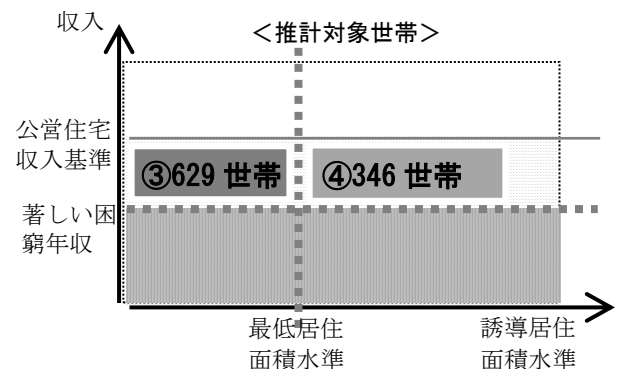 収入
＜推計対象世帯＞
公営住宅
収入基準
③629 世帯
④346 世帯
著しい困
窮年収
最低居住
面積水準
誘導居住
面積水準